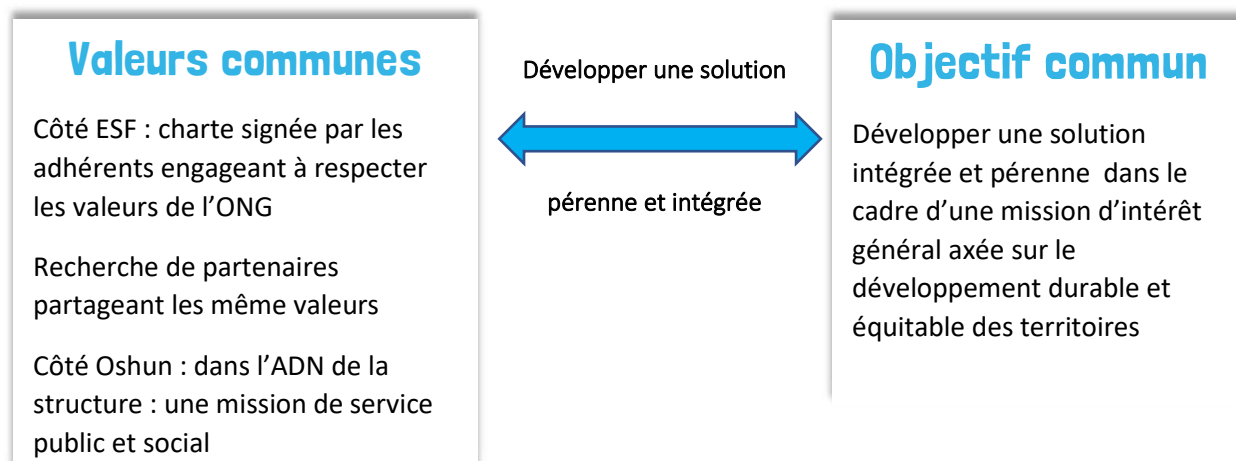 Valeurs communes
Côté ESF : charte signée par les
adhérents engageant à respecter
les valeurs de l’ONG
Recherche de partenaires
partageant les même valeurs
Côté Oshun : dans l’ADN de la
structure : une mission de service
public et social
Développer une solution
pérenne et intégrée
Objectif commun
Développer une solution
intégrée et pérenne dans le
cadre d’une mission d’intérêt
général axée sur le
développement durable et
équitable des territoires